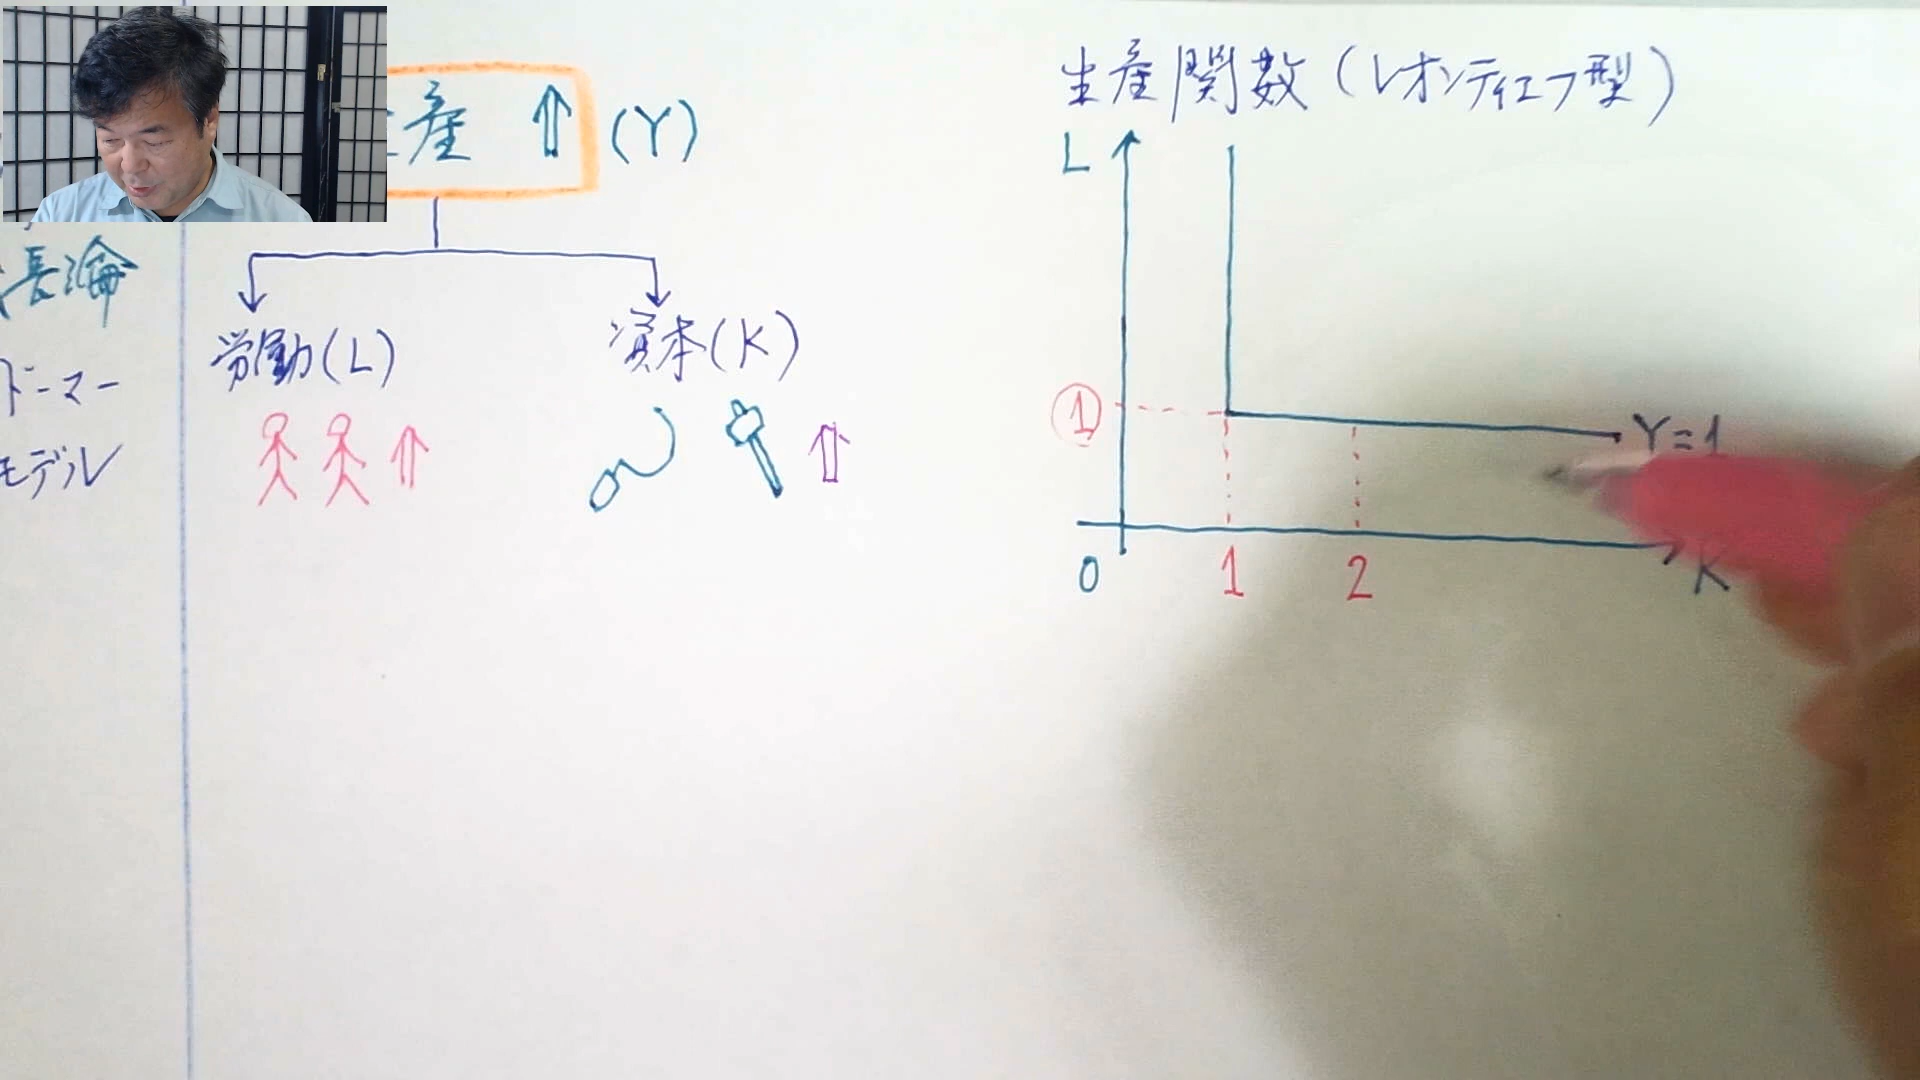 産 ⇧ (Y)
長論
ドーマー
モデル
労働(L)
資本(K)
生産関数(レオンティエフ型)
L
①
Y=1
0
1
2
K